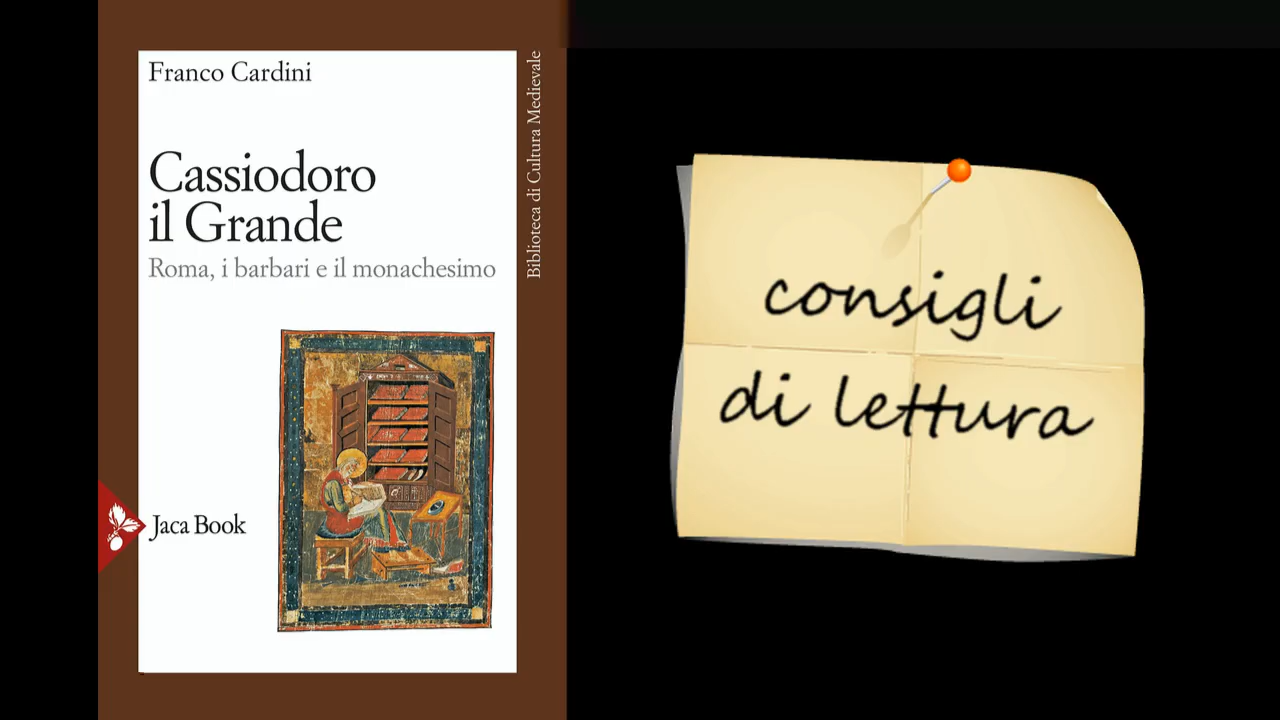 Franco Cardini
Cassiodoro
il Grande
Roma, i barbari e il monachesimo
Biblioteca di Cultura Medievale
Jaca Book
consigli
di lettura